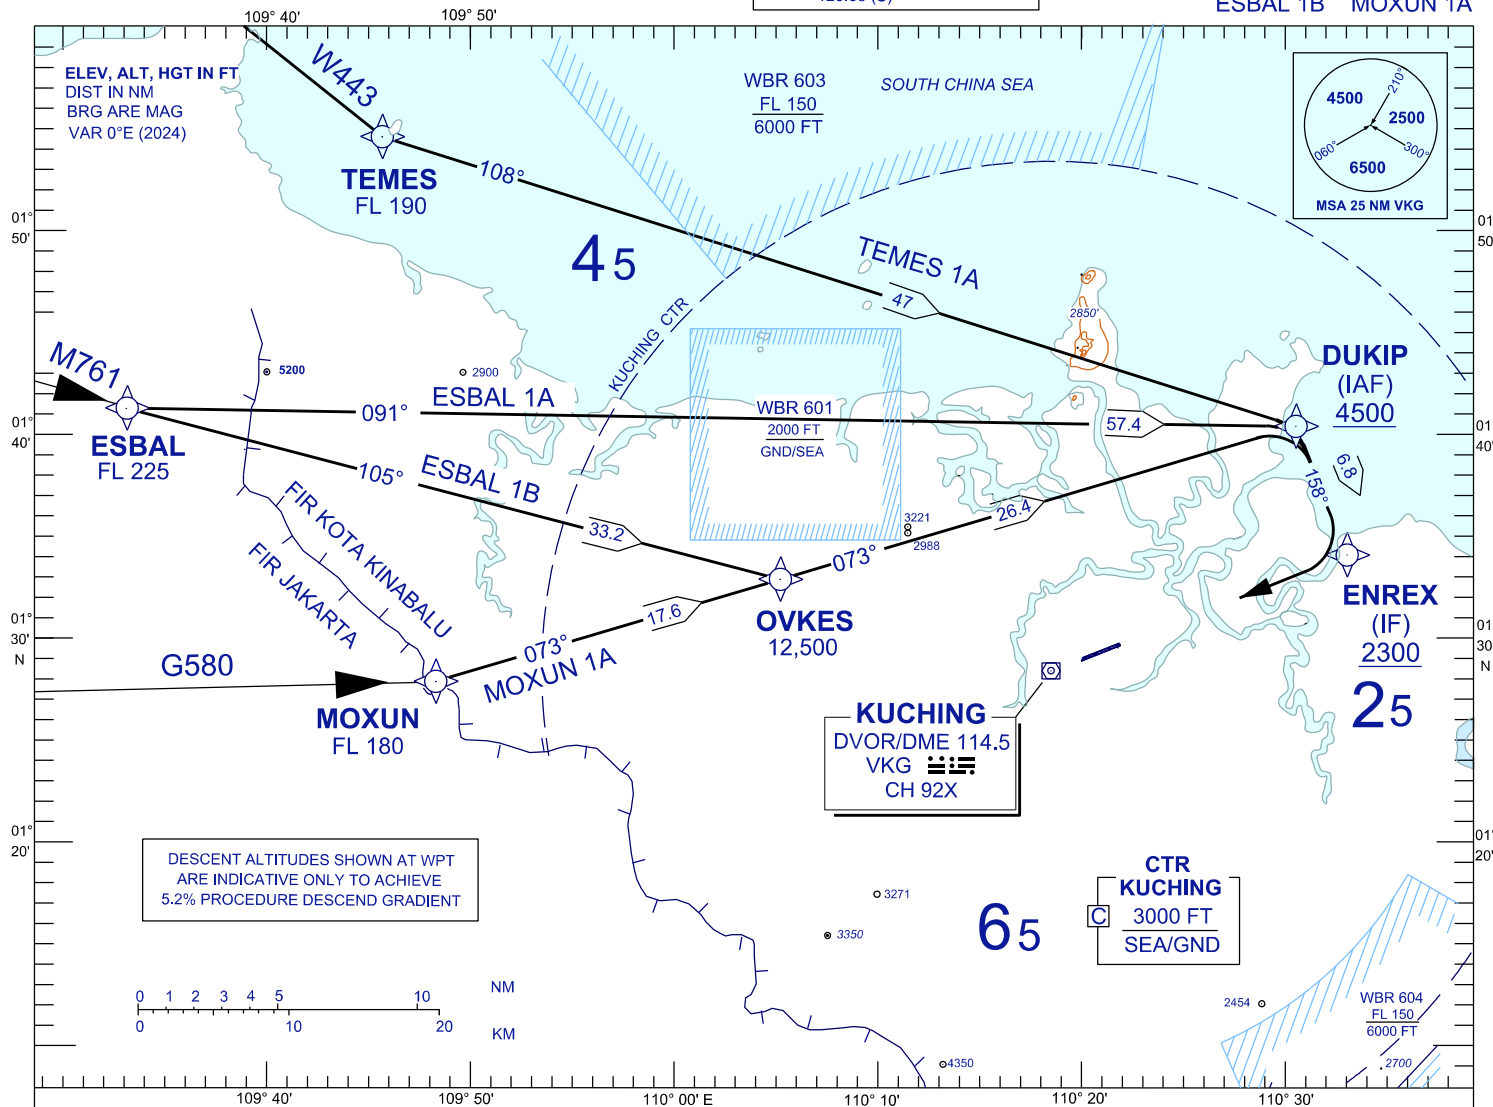 ESBAL 1B MOXUN 1A
109° 40'
109° 50'
ELEV, ALT, HGT IN FT
DIST IN NM
BRG ARE MAG
VAR 0°E (2024)
W443
WBR 603
FL 150
6000 FT
SOUTH CHINA SEA
4500
210°
2500
060°
300°
6500
MSA 25 NM VKG
TEMES
FL 190
108°
01°
50'
01
50'
45
TEMES 1A
47
KUCHING CTR
2850'
M761
5200
2900
ESBAL 1A
091°
WBR 601
2000 FT
GND/SEA
57.4
DUKIP
(IAF)
4500
01°
40'
01°
40'
ESBAL
FL 225
105°
ESBAL 1B
33.2
6.8
158°
26.4
3221
2988
073°
FIR KOTA KINABALU
FIR JAKARTA
OVKES
12,500
17.6
ENREX
(IF)
2300
01°
30'
N
01
30
N
G580
073°
MOXUN 1A
MOXUN
FL 180
25
KUCHING
DVOR/DME 114.5
VKG
CH 92X
01°
20'
01°
20'
DESCENT ALTITUDES SHOWN AT WPT
ARE INDICATIVE ONLY TO ACHIEVE
5.2% PROCEDURE DESCEND GRADIENT
3271
3350
65
CTR
KUCHING
C
3000 FT
SEA/GND
0 1 2 3 4 5 10
NM
0 10 20
KM
2454
WBR 604
FL 150
6000 FT
2700
4350
109° 40'
109° 50'
110° 00' E
110° 10'
110° 20'
110° 30'